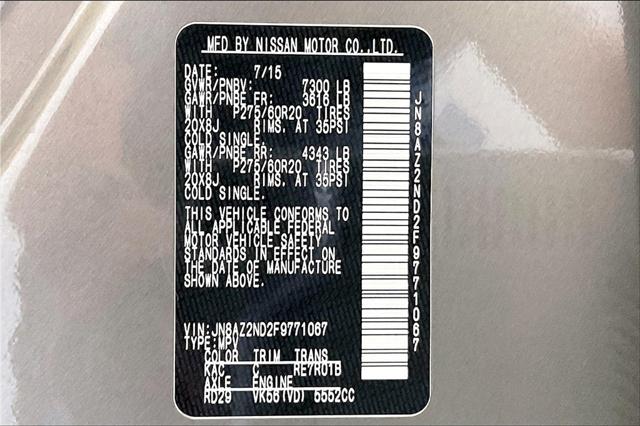 MFD BY NISSAN MOTOR CO.,LTD.
DATE: 7/15
GVWR/PNBV: 7300 LB
GAWR/PNBE FR: 3616 LB
WITH P275/60R20 TIRES
20X8J RIMS, AT 35PSI
COLD SINGLE.
GAWR/PNBE RR: 4343 LB
WITH P275/60R20 TIRES
20X8J RIMS, AT 35PSI
COLD SINGLE.
THIS VEHICLE CONFORMS TO
ALL APPLICABLE FEDERAL
MOTOR VEHICLE SAFETY
STANDARDS IN EFFECT ON
THE DATE OF MANUFACTURE
SHOWN ABOVE.
VIN:JN8AZ2ND2F9771067
TYPE:MPV
COLOR TRIM TRANS
KAC C RE7R01B
AXLE ENGINE
RD29 VK56(VD) 5552CC
JN8AZ2ND2F9771067